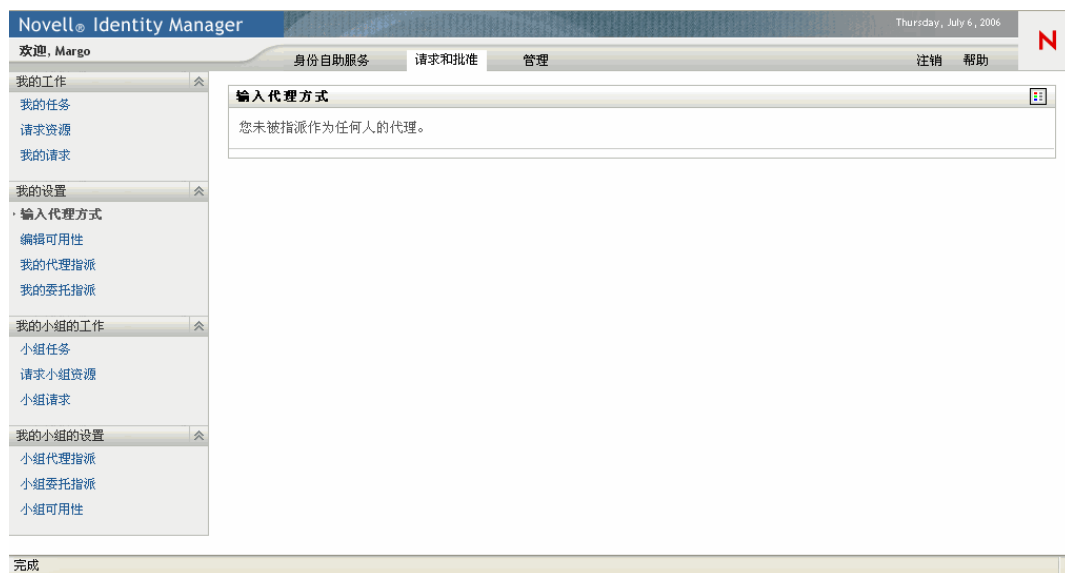 Novell® Identity Manager
Thursday, July 6, 2006
N
欢迎, Margo
身份自助服务 请求和批准 管理 注销 帮助
我的工作
我的任务
请求资源
我的请求
我的设置
输入代理方式
编辑可用性
我的代理指派
我的委托指派
我的小组的工作
小组任务
请求小组资源
小组请求
我的小组的设置
小组代理指派
小组委托指派
小组可用性
输入代理方式
您未被指派作为任何人的代理。
完成